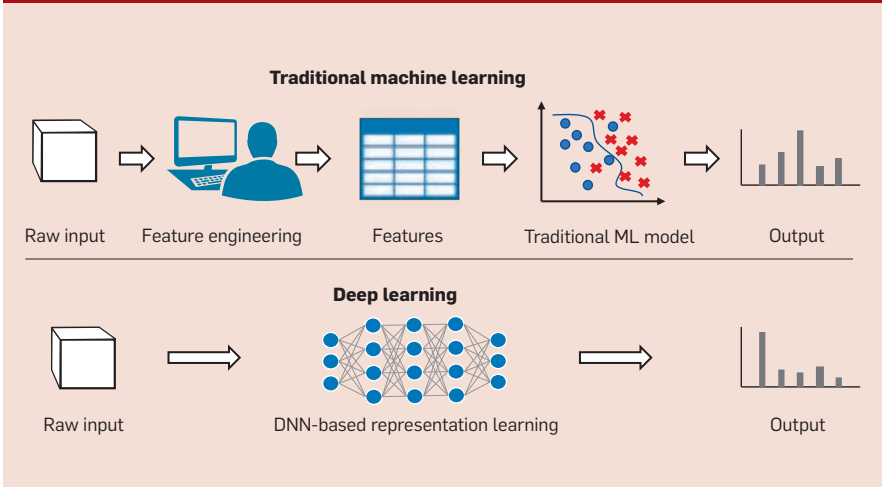 Traditional machine learning
Raw input
Feature engineering
Features
Traditional ML model
Output
Deep learning
Raw input
DNN-based representation learning
Output